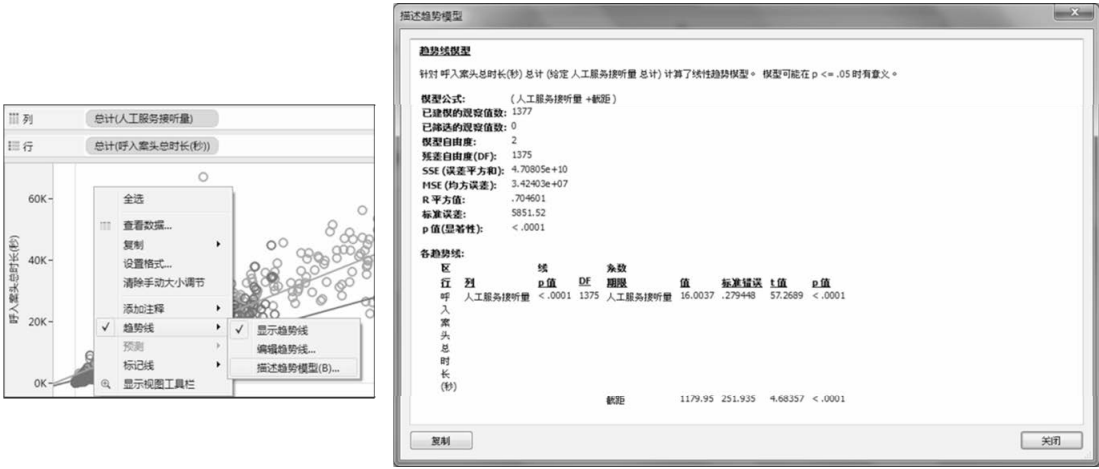 列
总计(人工服务接听量)
行
总计(呼入案头总时长(秒))
呼入案头总时长(秒)
60K
40K
20K
0K
全选
查看数据...
复制
设置格式...
清除手动大小调节
添加注释
趋势线
预测
标记线
显示视图工具栏
显示趋势线
编辑趋势线...
描述趋势模型(B)...
描述趋势模型
趋势线模型
针对 呼入案头总时长(秒) 总计 (给定 人工服务接听量 总计) 计算了线性趋势模型。 模型可能在 p <= .05 时有意义。
模型公式: ( 人工服务接听量 +截距 )
已建模的观察值数: 1377
已筛选的观察值数: 0
模型自由度: 2
残差自由度(DF): 1375
SSE (误差平方和): 4.70805e+10
MSE (均方误差): 3.42403e+07
R 平方值: .704601
标准误差: 5851.52
p 值(显著性): < .0001
各趋势线:
区 线 系数
行 列 p 值 DF 期限 值 标准错误 t 值 p 值
呼 人工服务接听量 < .0001 1375 人工服务接听量 16.0037 .279448 57.2689 < .0001
入
案
头
总
时
长
(秒)
截距 1179.95 251.935 4.68357 < .0001
复制
关闭